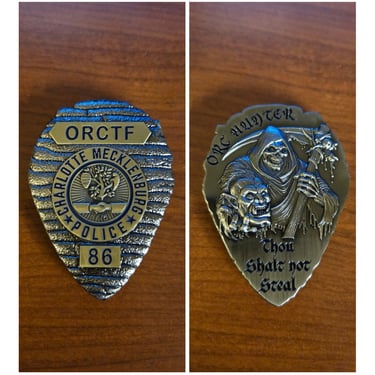 ORCTF
CHARLOTTE MECKLENBURG
POLICE
86
ORC HUNTER
Thou
Shalt not
Steal